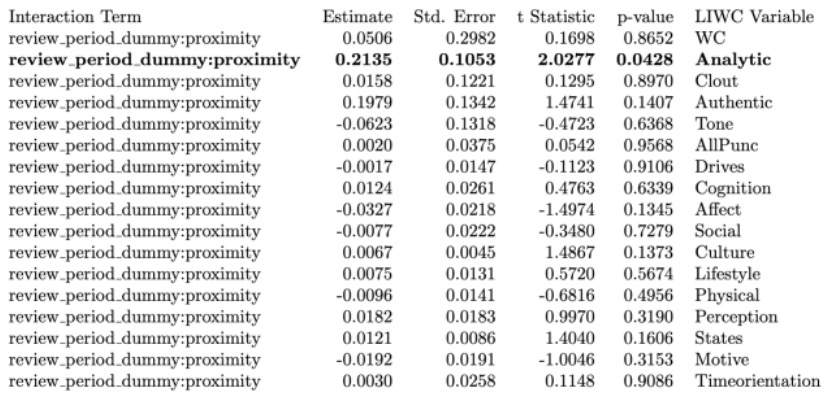 Interaction Term Estimate Std. Error t Statistic p-value LIWC Variable
review_period_dummy:proximity 0.0506 0.2982 0.1698 0.8652 WC
review_period_dummy:proximity 0.2135 0.1053 2.0277 0.0428 Analytic
review_period_dummy:proximity 0.0158 0.1221 0.1295 0.8970 Clout
review_period_dummy:proximity 0.1979 0.1342 1.4741 0.1407 Authentic
review_period_dummy:proximity -0.0623 0.1318 -0.4723 0.6368 Tone
review_period_dummy:proximity 0.0020 0.0375 0.0542 0.9568 AllPunc
review_period_dummy:proximity -0.0017 0.0147 -0.1123 0.9106 Drives
review_period_dummy:proximity 0.0124 0.0261 0.4763 0.6339 Cognition
review_period_dummy:proximity -0.0327 0.0218 -1.4974 0.1345 Affect
review_period_dummy:proximity -0.0077 0.0222 -0.3480 0.7279 Social
review_period_dummy:proximity 0.0067 0.0045 1.4867 0.1373 Culture
review_period_dummy:proximity 0.0075 0.0131 0.5720 0.5674 Lifestyle
review_period_dummy:proximity -0.0096 0.0141 -0.6816 0.4956 Physical
review_period_dummy:proximity 0.0182 0.0183 0.9970 0.3190 Perception
review_period_dummy:proximity 0.0121 0.0086 1.4040 0.1606 States
review_period_dummy:proximity -0.0192 0.0191 -1.0046 0.3153 Motive
review_period_dummy:proximity 0.0030 0.0258 0.1148 0.9086 Timeorientation